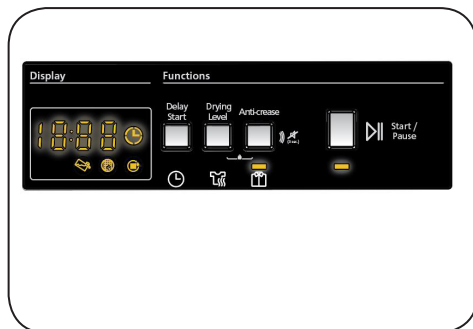 Display
Functions
18:88
Delay
Start
Drying
Level
Anti-crease
Start /
Pause